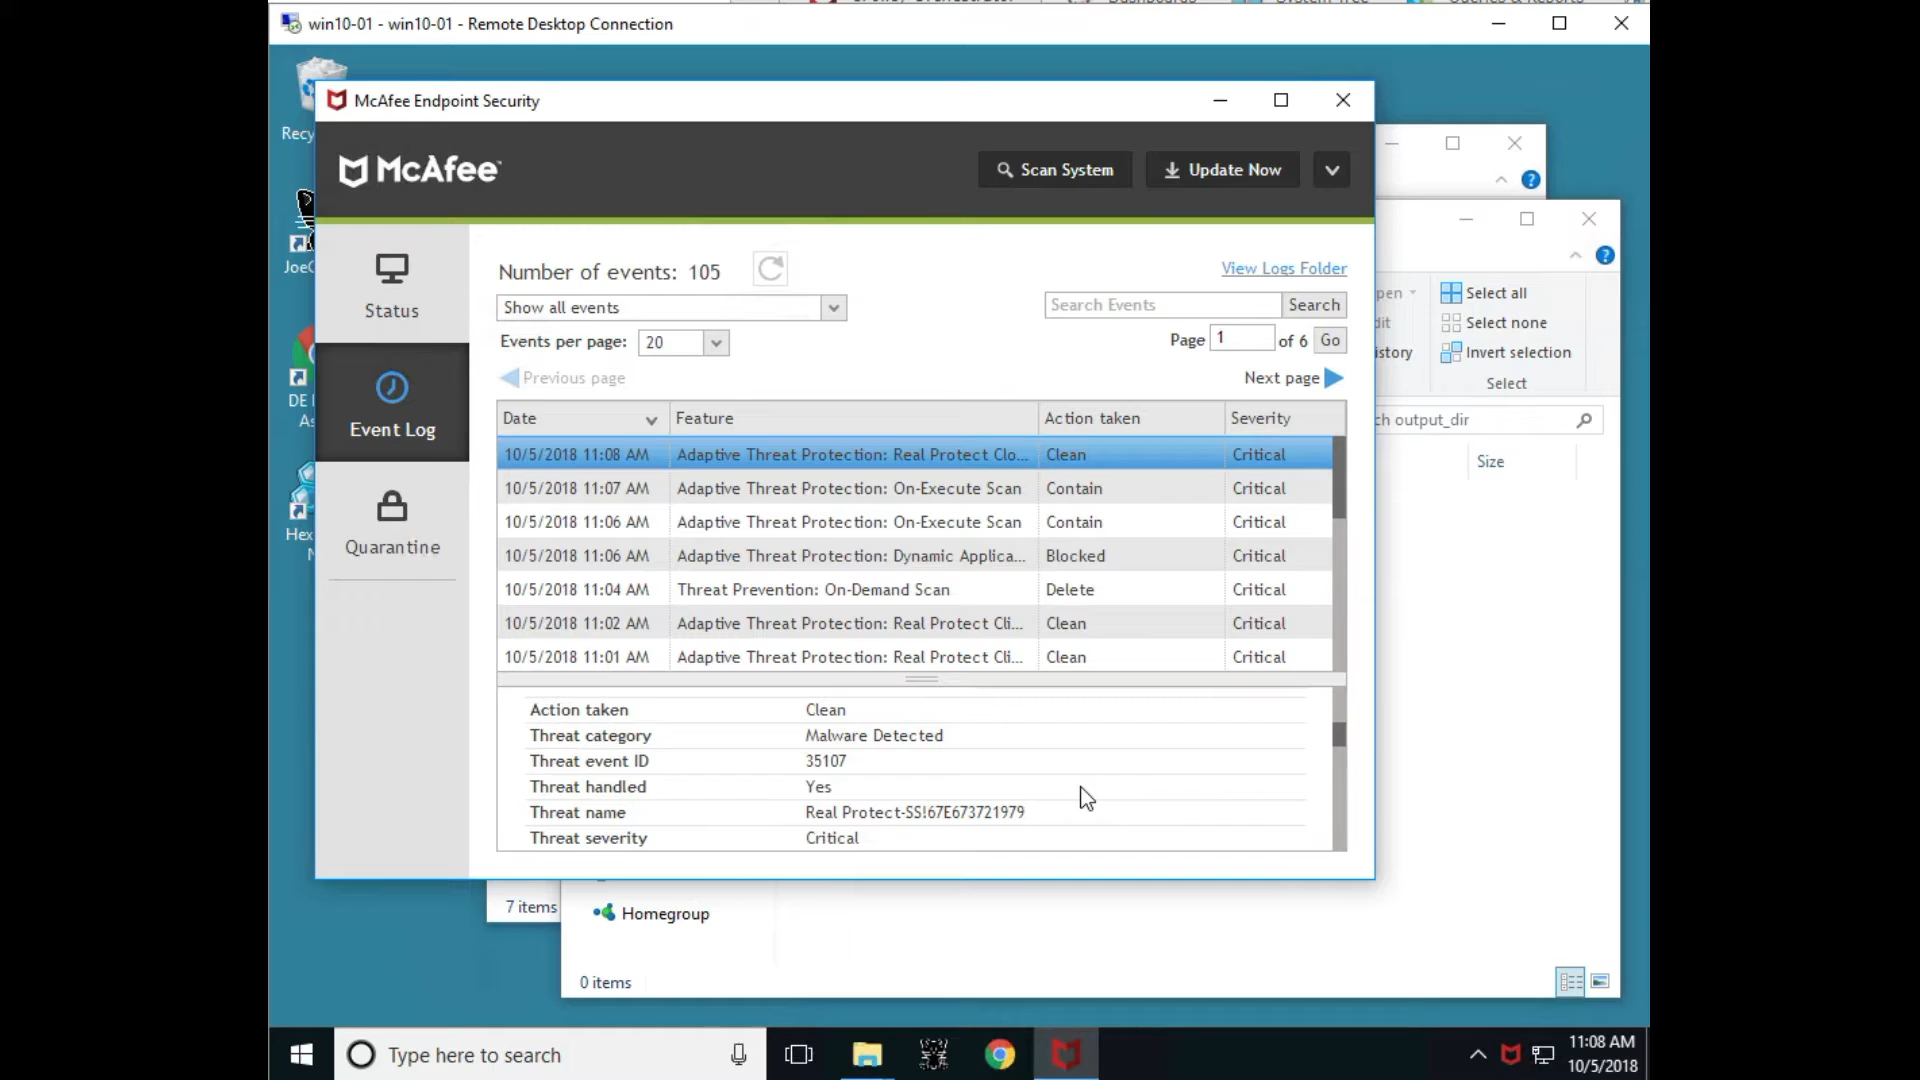 win10-01 - win10-01 - Remote Desktop Connection
McAfee Endpoint Security
McAfee
Scan System
Update Now
Status
Event Log
Quarantine
Number of events: 105
View Logs Folder
Show all events
Search Events
Search
Events per page: 20
Page 1 of 6 Go
Previous page
Next page
Date Feature Action taken Severity
10/5/2018 11:08 AM Adaptive Threat Protection: Real Protect Clo... Clean Critical
10/5/2018 11:07 AM Adaptive Threat Protection: On-Execute Scan Contain Critical
10/5/2018 11:06 AM Adaptive Threat Protection: On-Execute Scan Contain Critical
10/5/2018 11:06 AM Adaptive Threat Protection: Dynamic Applica... Blocked Critical
10/5/2018 11:04 AM Threat Prevention: On-Demand Scan Delete Critical
10/5/2018 11:02 AM Adaptive Threat Protection: Real Protect Cli... Clean Critical
10/5/2018 11:01 AM Adaptive Threat Protection: Real Protect Cli... Clean Critical
Action taken Clean
Threat category Malware Detected
Threat event ID 35107
Threat handled Yes
Threat name Real Protect-SS!67E673721979
Threat severity Critical
Recy
JoeC
DE
As
Hex
pen
Select all
dit
Select none
istory
Invert selection
Select
ch output_dir
Size
7 items
Homegroup
0 items
Type here to search
11:08 AM
10/5/2018